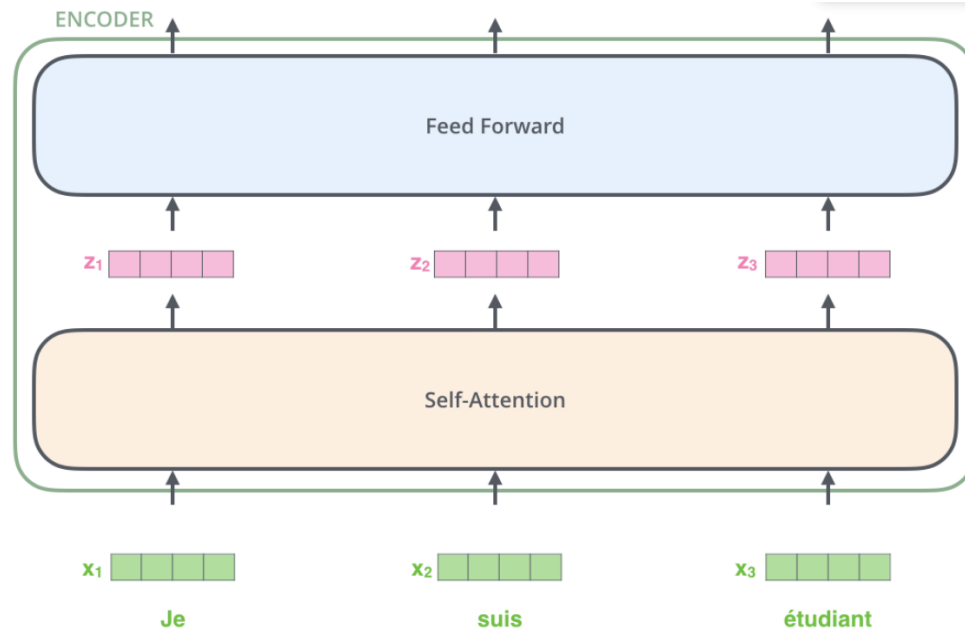 ENCODER
Feed Forward
z₁ z₂ z₃
Self-Attention
x₁ x₂ x₃
Je suis étudiant